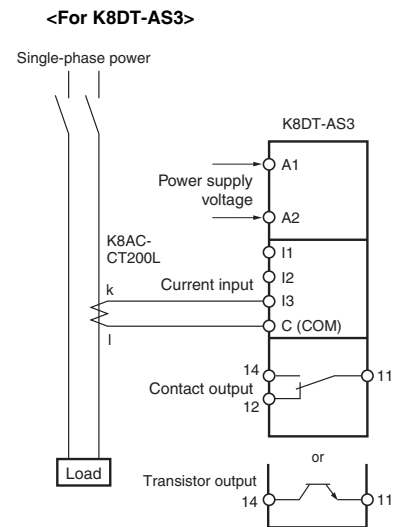 <For K8DT-AS3>
Single-phase power
K8DT-AS3
A1
Power supply
voltage
A2
K8AC-
CT200L
I1
I2
k
Current input
I3
C (COM)
l
14
11
Contact output
12
or
Load
Transistor output
14
11